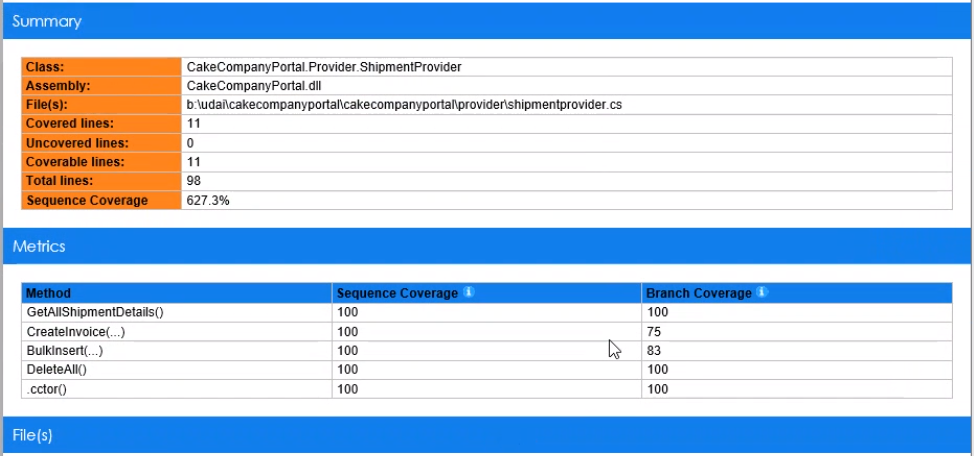 Summary
Class: CakeCompanyPortal.Provider.ShipmentProvider
Assembly: CakeCompanyPortal.dll
File(s): b:\udai\cakecompanyportal\cakecompanyportal\provider\shipmentprovider.cs
Covered lines: 11
Uncovered lines: 0
Coverable lines: 11
Total lines: 98
Sequence Coverage 627.3%
Metrics
Method Sequence Coverage i Branch Coverage i
GetAllShipmentDetails() 100 100
CreateInvoice(...) 100 75
BulkInsert(...) 100 83
DeleteAll() 100 100
.cctor() 100 100
File(s)